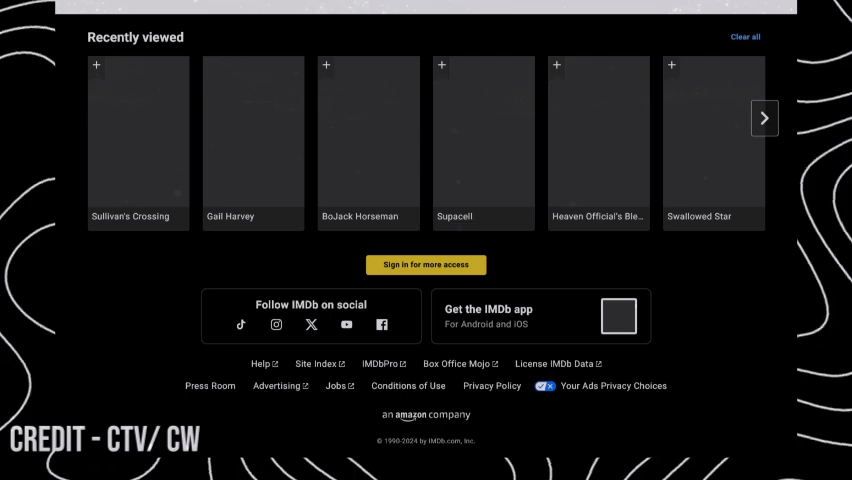 Recently viewed
Clear all
Sullivan's Crossing
Gail Harvey
BoJack Horseman
Supacell
Heaven Official's Ble...
Swallowed Star
Sign in for more access
Follow IMDb on social
Get the IMDb app
For Android and iOS
Help
Site Index
IMDbPro
Box Office Mojo
License IMDb Data
Press Room
Advertising
Jobs
Conditions of Use
Privacy Policy
Your Ads Privacy Choices
an amazon company
© 1990-2024 by IMDb.com, Inc.
CREDIT - CTV/ CW